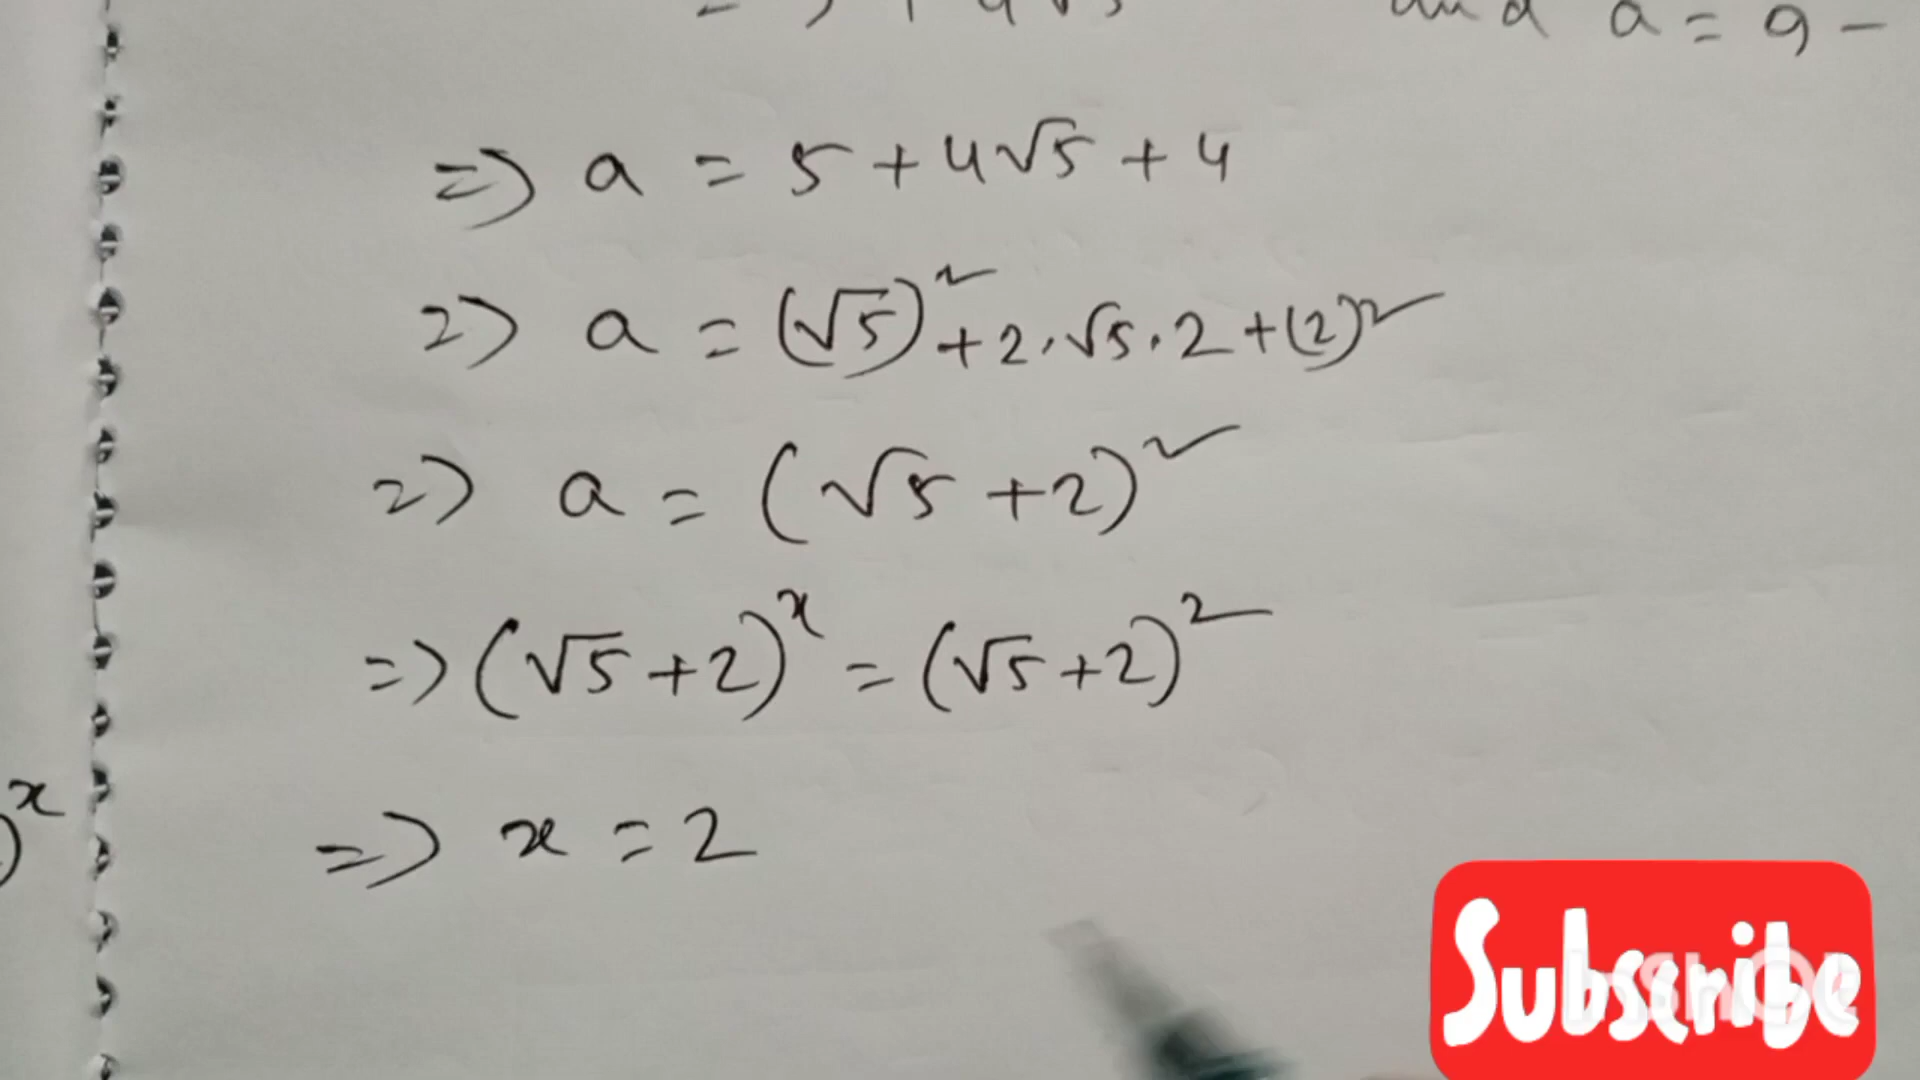 and a = 9 -
=> a = 5 + 4√5 + 4
=> a = (√5)² + 2.√5.2 + (2)²
=> a = (√5 + 2)²
=> (√5 + 2)ˣ = (√5 + 2)²
)ˣ
=> x = 2
Subscribe